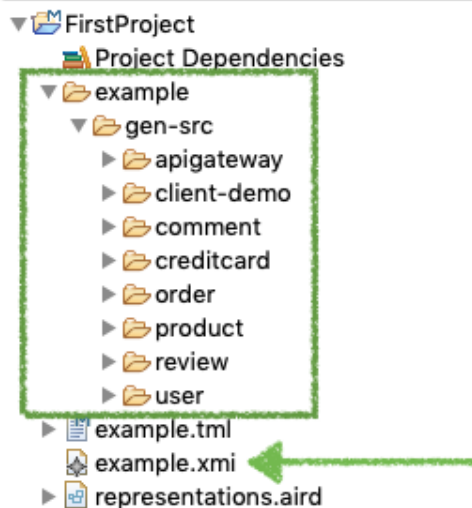 FirstProject
Project Dependencies
example
gen-src
apigateway
client-demo
comment
creditcard
order
product
review
user
example.tml
example.xmi
representations.aird